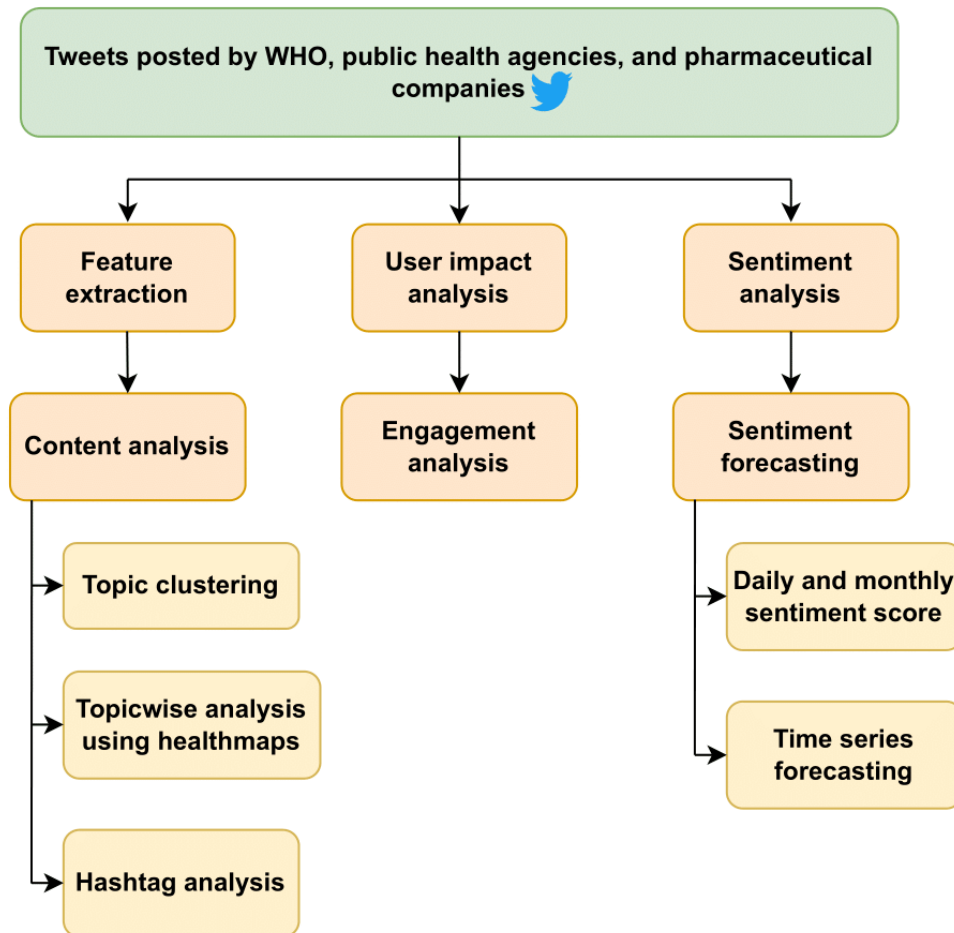 Tweets posted by WHO, public health agencies, and pharmaceutical
companies
Feature
extraction
User impact
analysis
Sentiment
analysis
Content analysis
Engagement
analysis
Sentiment
forecasting
Topic clustering
Daily and monthly
sentiment score
Topicwise analysis
using healthmaps
Time series
forecasting
Hashtag analysis